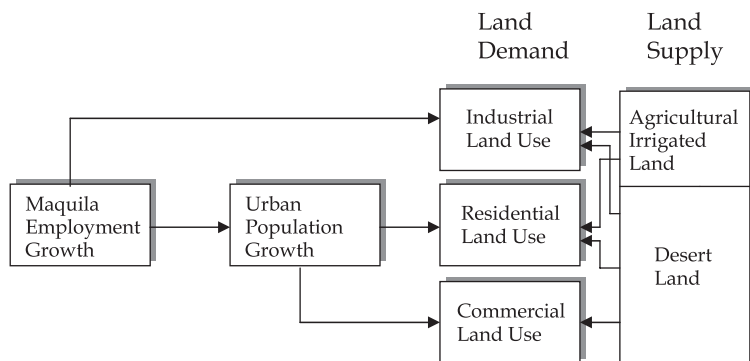 Land
Demand
Land
Supply
Industrial
Land Use
Agricultural
Irrigated
Land
Maquila
Employment
Growth
Urban
Population
Growth
Residential
Land Use
Desert
Land
Commercial
Land Use